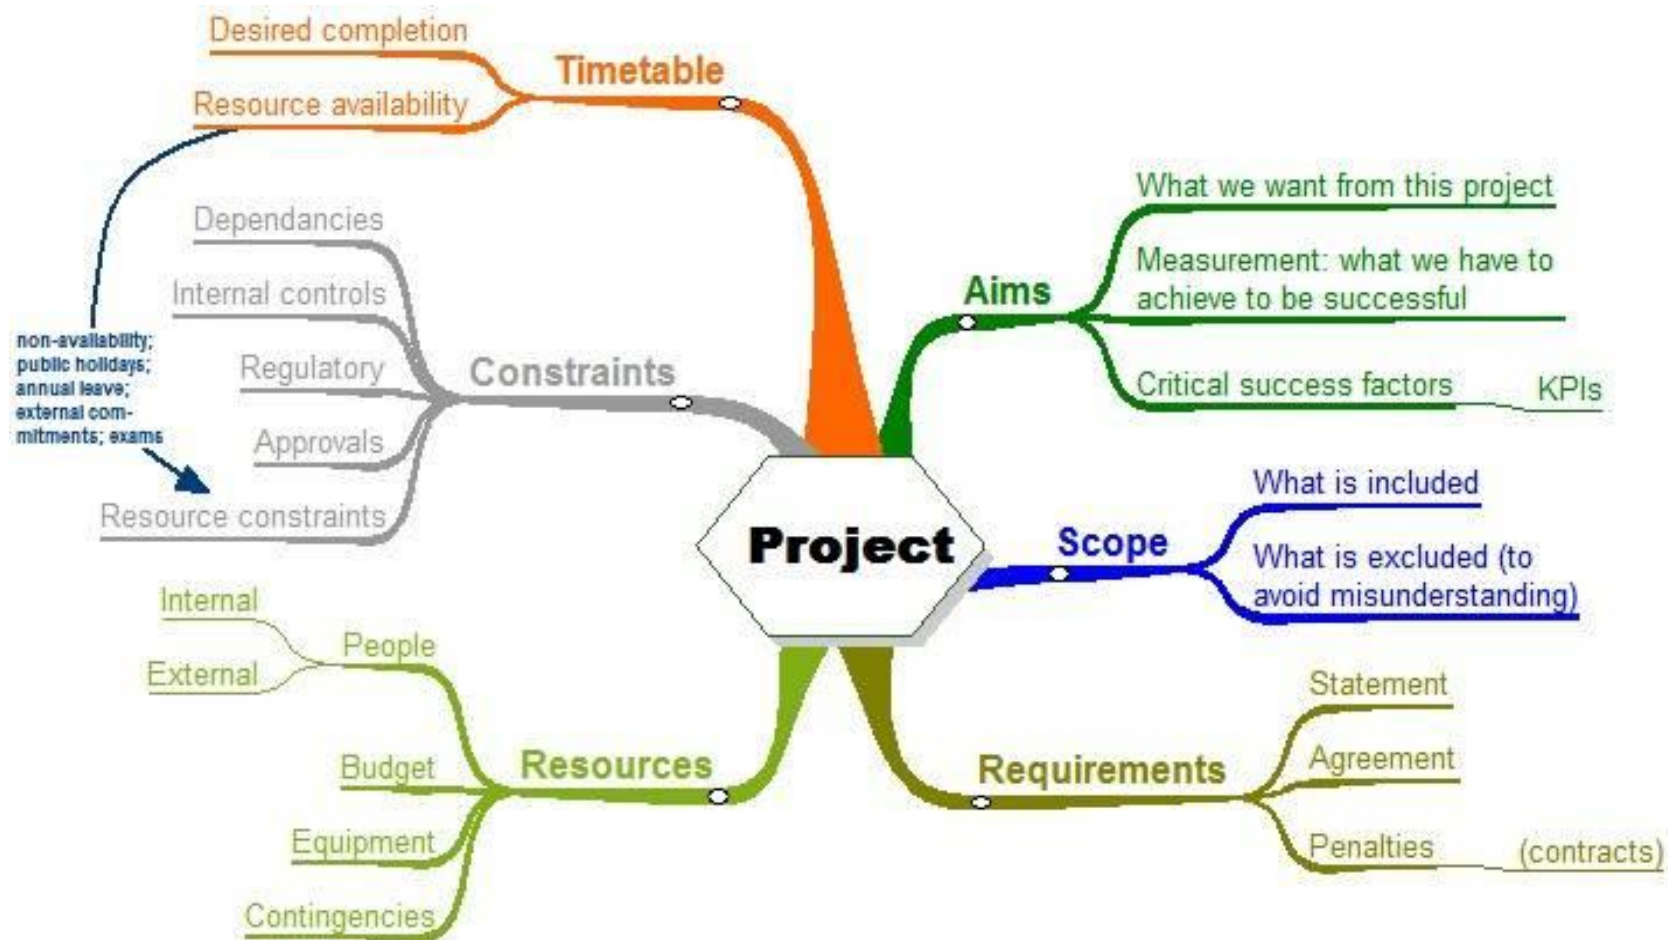 Desired completion
Resource availability
Timetable
non-availability;
public holidays;
annual leave;
external com-
mitments; exams
Dependancies
Internal controls
Regulatory
Approvals
Resource constraints
Constraints
What we want from this project
Measurement: what we have to
achieve to be successful
Critical success factors
KPIs
Aims
Project
Scope
What is included
What is excluded (to
avoid misunderstanding)
Internal
External
People
Budget
Equipment
Contingencies
Resources
Requirements
Statement
Agreement
Penalties
(contracts)